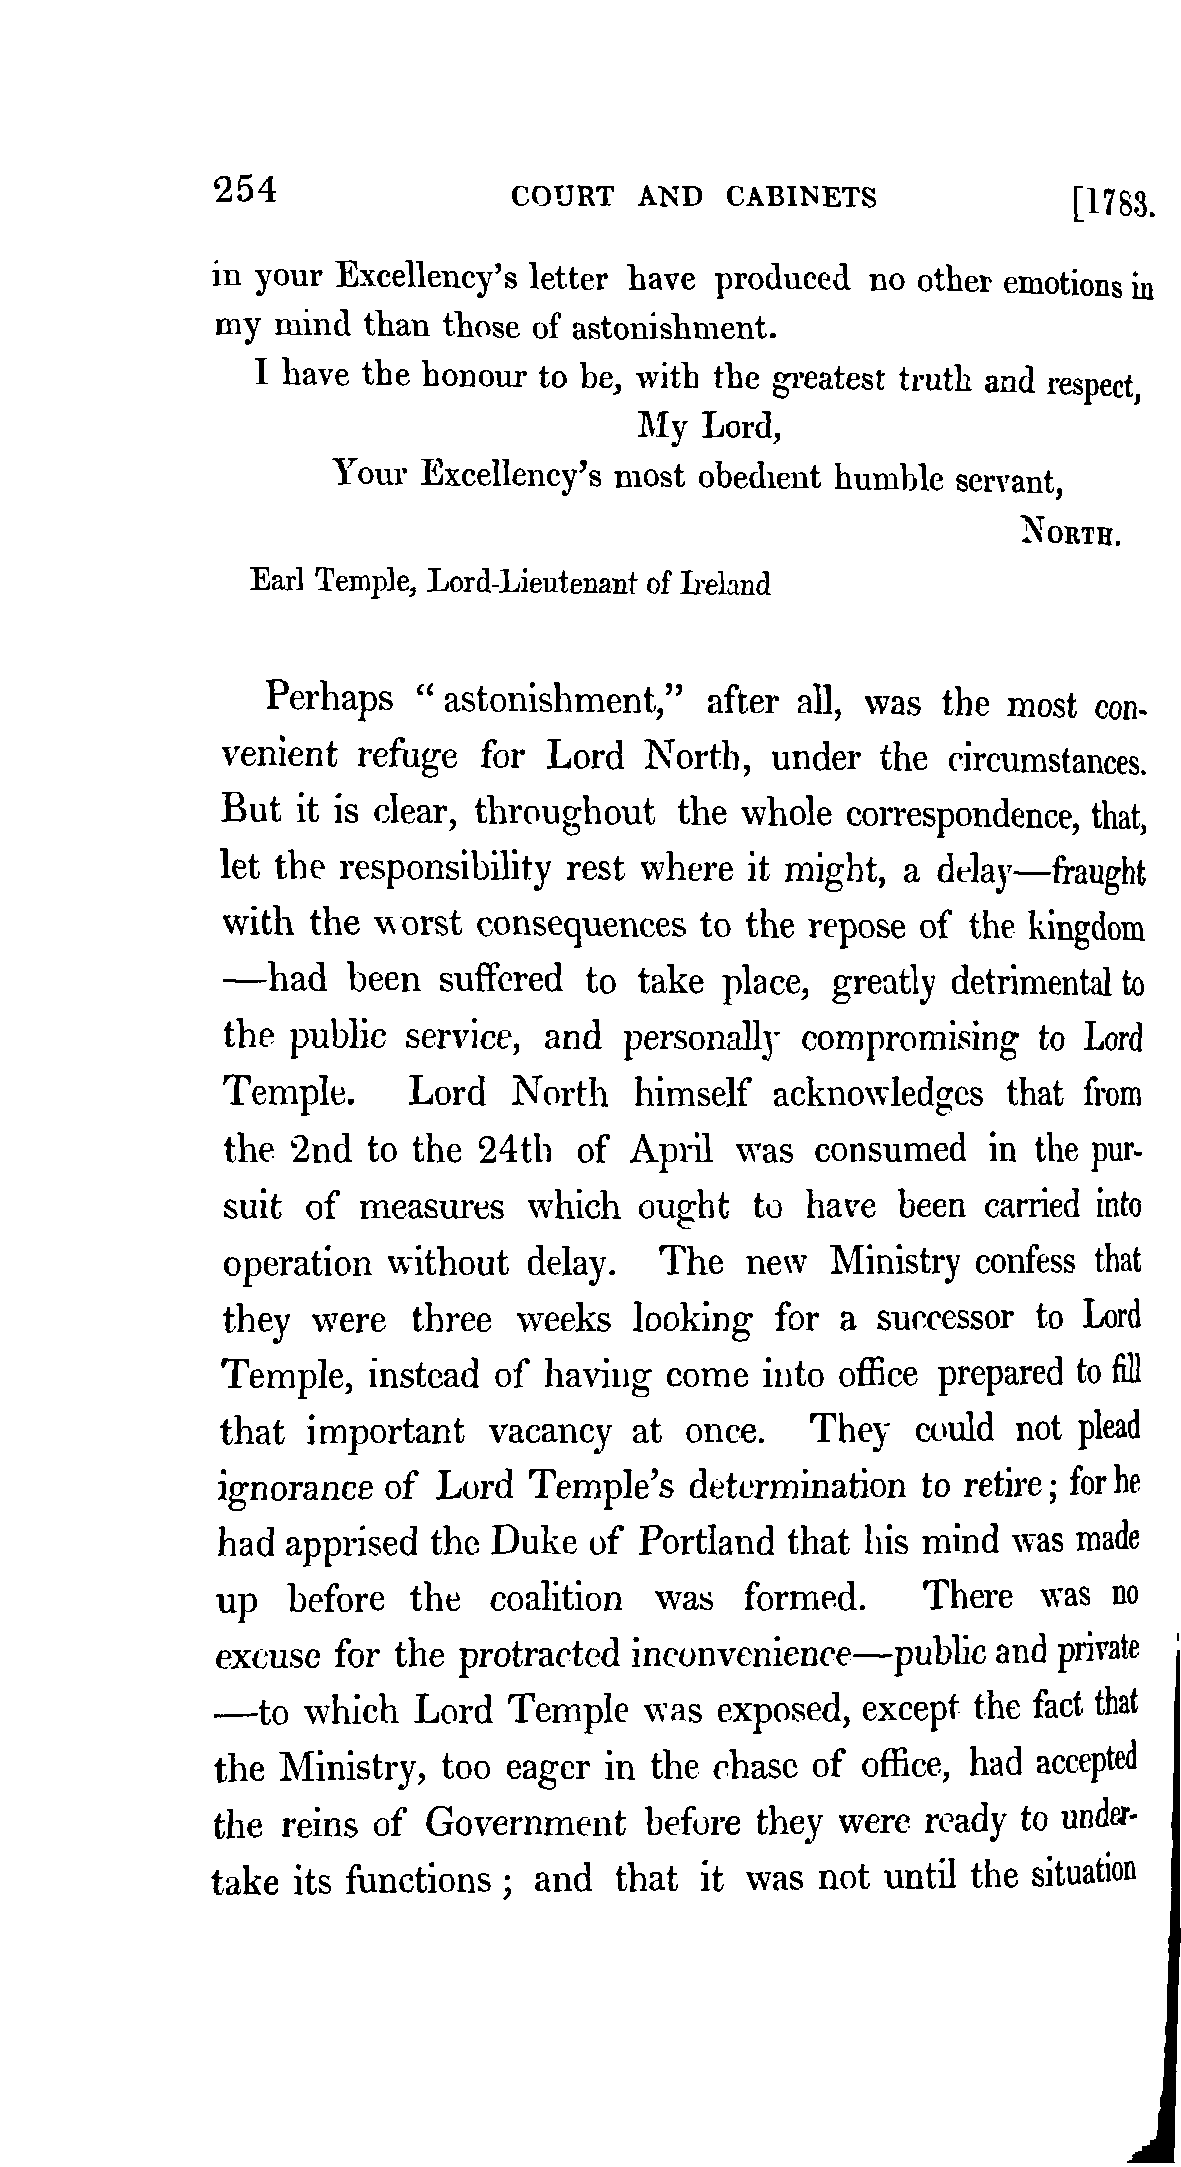 254 COURT AND CABINETS [1783.
in your Excellency's letter have produced no other emotions in
my mind than those of astonishment.
I have the honour to be, with the greatest truth and respect,
My Lord,
Your Excellency's most obedient humble servant,
NORTH.
Earl Temple, Lord-Lieutenant of Ireland
Perhaps "astonishment," after all, was the most con-
venient refuge for Lord North, under the circumstances.
But it is clear, throughout the whole correspondence, that,
let the responsibility rest where it might, a delay—fraught
with the worst consequences to the repose of the kingdom
—had been suffered to take place, greatly detrimental to
the public service, and personally compromising to Lord
Temple. Lord North himself acknowledges that from
the 2nd to the 24th of April was consumed in the pur-
suit of measures which ought to have been carried into
operation without delay. The new Ministry confess that
they were three weeks looking for a successor to Lord
Temple, instead of having come into office prepared to fill
that important vacancy at once. They could not plead
ignorance of Lord Temple's determination to retire; for he
had apprised the Duke of Portland that his mind was made
up before the coalition was formed. There was no
excuse for the protracted inconvenience—public and private
—to which Lord Temple was exposed, except the fact that
the Ministry, too eager in the chase of office, had accepted
the reins of Government before they were ready to under-
take its functions; and that it was not until the situation